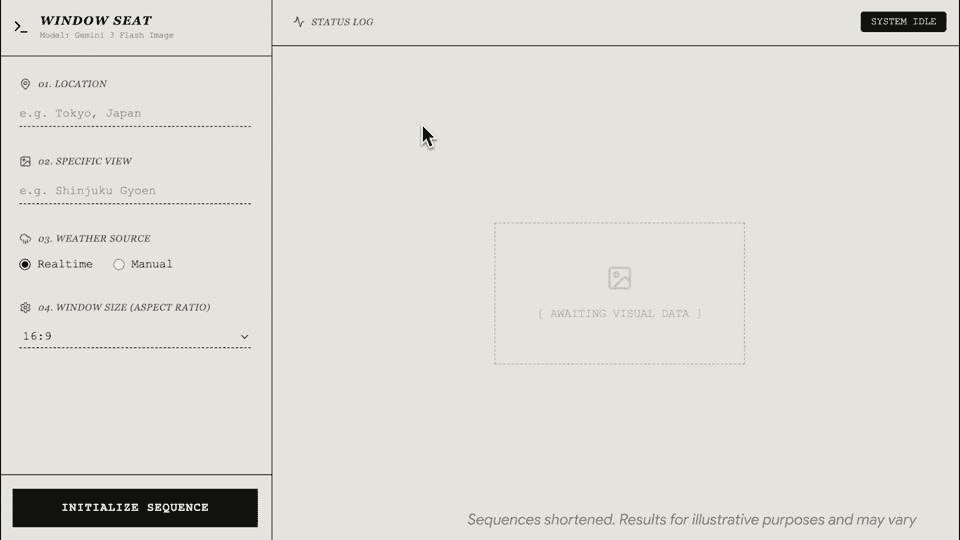 WINDOW SEAT
Model: Gemini 3 Flash Image
01. LOCATION
e.g. Tokyo, Japan
02. SPECIFIC VIEW
e.g. Shinjuku Gyoen
03. WEATHER SOURCE
Realtime Manual
04. WINDOW SIZE (ASPECT RATIO)
16:9
INITIALIZE SEQUENCE
STATUS LOG
SYSTEM IDLE
[ AWAITING VISUAL DATA ]
Sequences shortened. Results for illustrative purposes and may vary